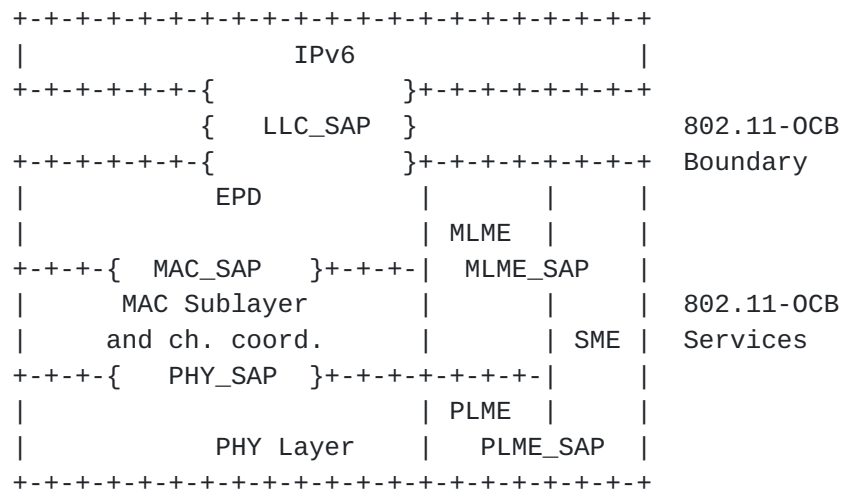 +-+-+-+-+-+-+-+-+-+-+-+-+-+-+-+-+-+-+-+-+
|                 IPv6                  |
+-+-+-+-+-+-{            }+-+-+-+-+-+-+-+
            {   LLC_SAP  }                 802.11-OCB
+-+-+-+-+-+-{            }+-+-+-+-+-+-+-+  Boundary
|            EPD          |       |     |
|                         | MLME  |     |
+-+-+-{  MAC_SAP   }+-+-+-|  MLME_SAP   |
|      MAC Sublayer       |       |     |  802.11-OCB
|     and ch. coord.      |       | SME |  Services
+-+-+-{   PHY_SAP  }+-+-+-+-+-+-+-|     |
|                         | PLME  |     |
|            PHY Layer    |   PLME_SAP  |
+-+-+-+-+-+-+-+-+-+-+-+-+-+-+-+-+-+-+-+-+